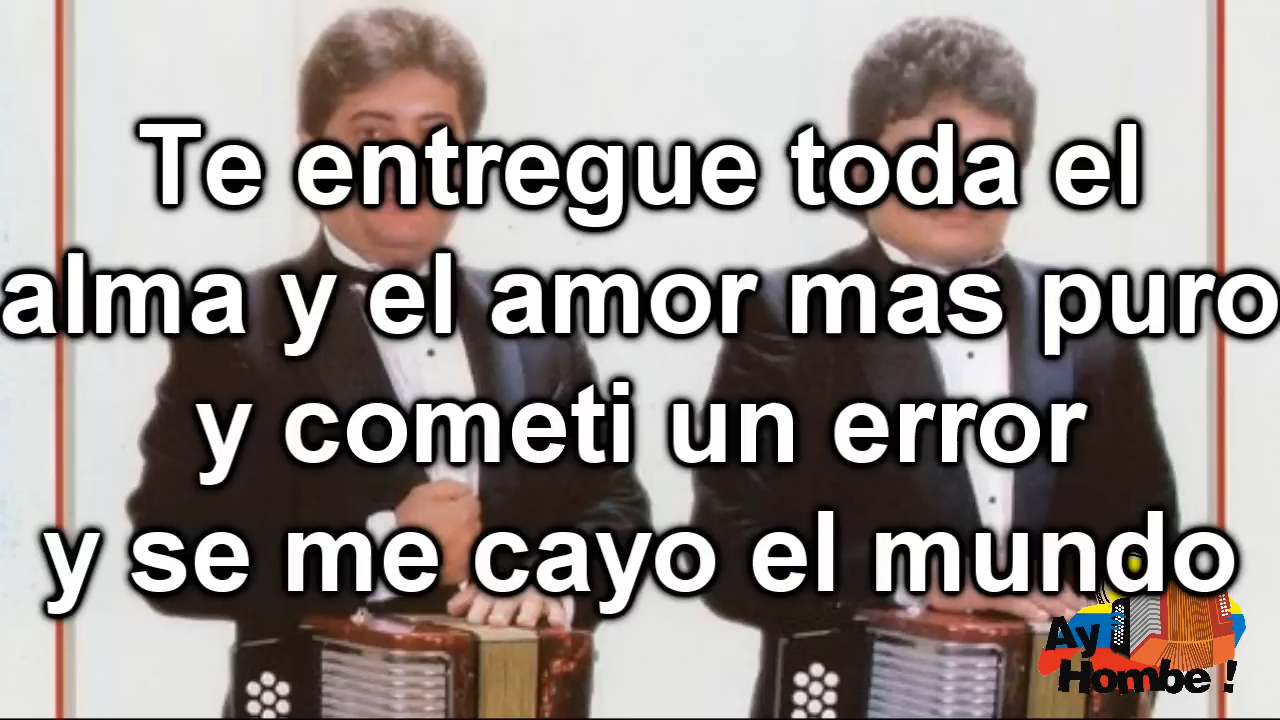 Te entregue toda el
alma y el amor mas puro
y cometi un error
y se me cayo el mundo
Ay
Hombe !